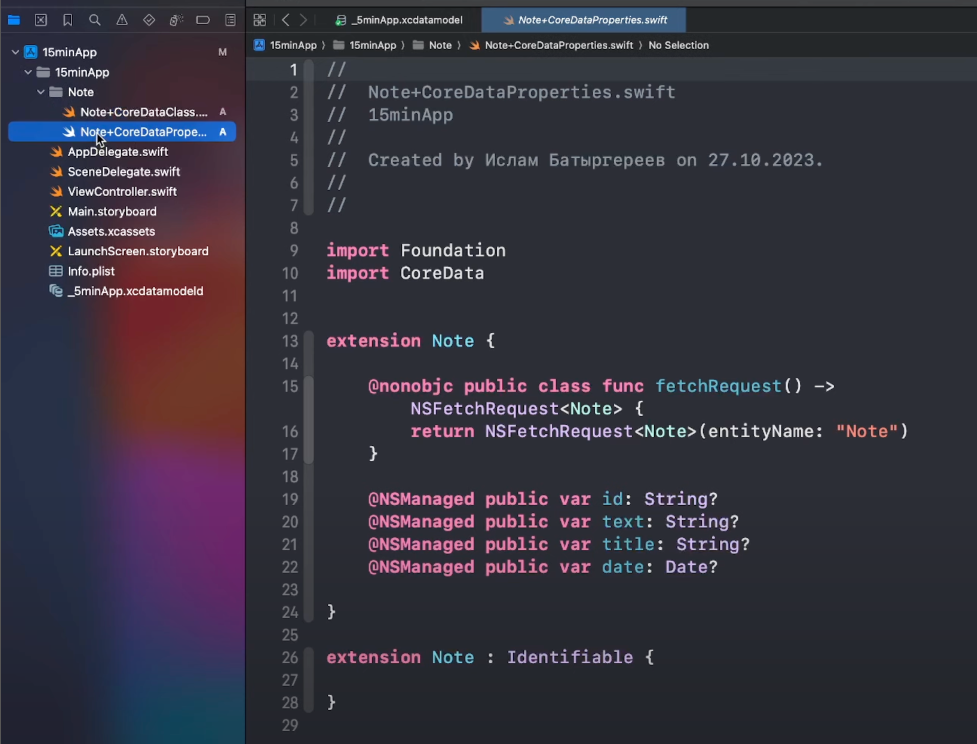 15minApp M
15minApp
Note
Note+CoreDataClass.... A
Note+CoreDataPrope... A
AppDelegate.swift
SceneDelegate.swift
ViewController.swift
Main.storyboard
Assets.xcassets
LaunchScreen.storyboard
Info.plist
_5minApp.xcdatamodeld
_5minApp.xcdatamodel
Note+CoreDataProperties.swift
15minApp 〉 15minApp 〉 Note 〉 Note+CoreDataProperties.swift 〉 No Selection
1 //
2 //  Note+CoreDataProperties.swift
3 //  15minApp
4 //
5 //  Created by Ислам Батыргереев on 27.10.2023.
6 //
7 //
8
9 import Foundation
10 import CoreData
11
12
13 extension Note {
14
15     @nonobjc public class func fetchRequest() ->
        NSFetchRequest<Note> {
16         return NSFetchRequest<Note>(entityName: "Note")
17     }
18
19     @NSManaged public var id: String?
20     @NSManaged public var text: String?
21     @NSManaged public var title: String?
22     @NSManaged public var date: Date?
23
24 }
25
26 extension Note : Identifiable {
27
28 }
29